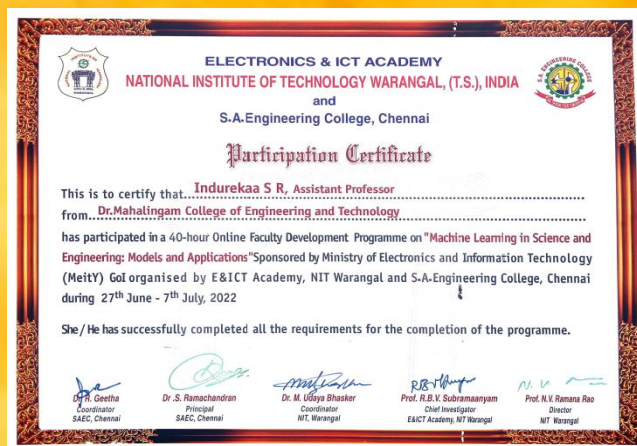 ELECTRONICS & ICT ACADEMY
NATIONAL INSTITUTE OF TECHNOLOGY WARANGAL, (T.S.), INDIA
and
S.A.Engineering College, Chennai
Participation Certificate
This is to certify that Indurekaa S R, Assistant Professor
from Dr.Mahalingam College of Engineering and Technology
has participated in a 40-hour Online Faculty Development Programme on "Machine Learning in Science and
Engineering: Models and Applications"Sponsored by Ministry of Electronics and Information Technology
(MeitY) GoI organised by E&ICT Academy, NIT Warangal and S.A.Engineering College, Chennai
during 27th June - 7th July, 2022
She/He has successfully completed all the requirements for the completion of the programme.
Geetha
Coordinator
SAEC, Chennai
Dr .S. Ramachandran
Principal
SAEC, Chennai
Dr. M. Udaya Bhasker
Coordinator
NIT, Warangal
Prof. R.B.V. Subramaanyam
Chief Investigator
E&ICT Academy, NIT Warangal
Prof. N.V. Ramana Rao
Director
NIT Warangal